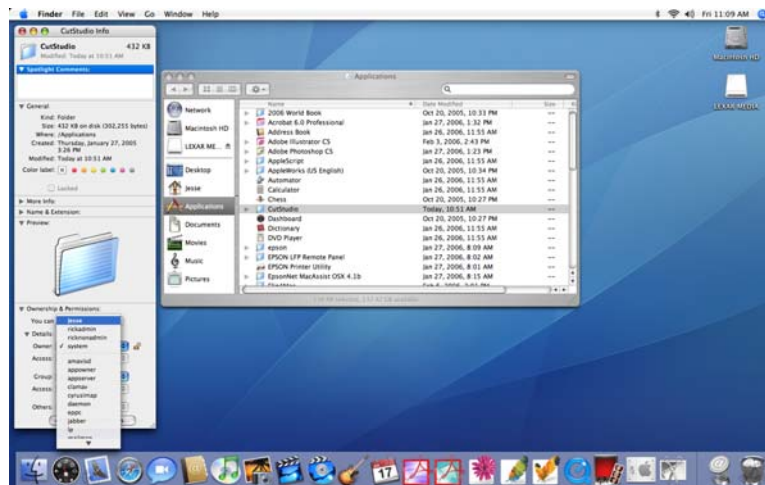 Finder File Edit View Go Window Help
Fri 11:09 AM
CutStudio Info
CutStudio 432 KB
Modified: Today at 10:51 AM
Spotlight Comments:
General
Kind: Folder
Size: 432 KB on disk (302,251 bytes)
Where: /Applications
Created: Thursday, January 27, 2005
3:26 PM
Modified: Today at 10:51 AM
Color label:
Locked
More Info:
Name & Extension:
Preview:
Ownership & Permissions:
You can
jesse
rickadmin
ricknonadmin
Details
Owner: ✓ system
Access:
amavisd
appowner
Group: appserver
clamav
Access: cyrusimap
daemon
Others: eppc
jabber
lp
Macintosh HD
LEXAR MEDIA
Applications
Network
Macintosh HD
LEXAR ME...
Desktop
Jesse
Applications
Documents
Movies
Music
Pictures
Name Date Modified Size
2006 World Book Oct 20, 2005, 10:33 PM --
Acrobat 6.0 Professional Jan 27, 2006, 1:32 PM --
Address Book Jan 26, 2006, 11:55 AM --
Adobe Illustrator CS Feb 3, 2006, 2:43 PM --
Adobe Photoshop CS Jan 27, 2006, 1:23 PM --
AppleScript Jan 26, 2006, 11:55 AM --
AppleWorks (US English) Oct 20, 2005, 10:34 PM --
Automator Jan 26, 2006, 11:55 AM --
Calculator Jan 26, 2006, 11:55 AM --
Chess Oct 20, 2005, 10:27 PM --
CutStudio Today, 10:51 AM --
Dashboard Oct 20, 2005, 10:27 PM --
Dictionary Jan 26, 2006, 11:55 AM --
DVD Player Jan 26, 2006, 11:55 AM --
epson Jan 27, 2006, 8:09 AM --
EPSON LFP Remote Panel Jan 27, 2006, 8:02 AM --
EPSON Printer Utility Jan 27, 2006, 8:01 AM --
EpsonNet MacAssist OSX 4.1b Jan 27, 2006, 8:15 AM --
JUL
17